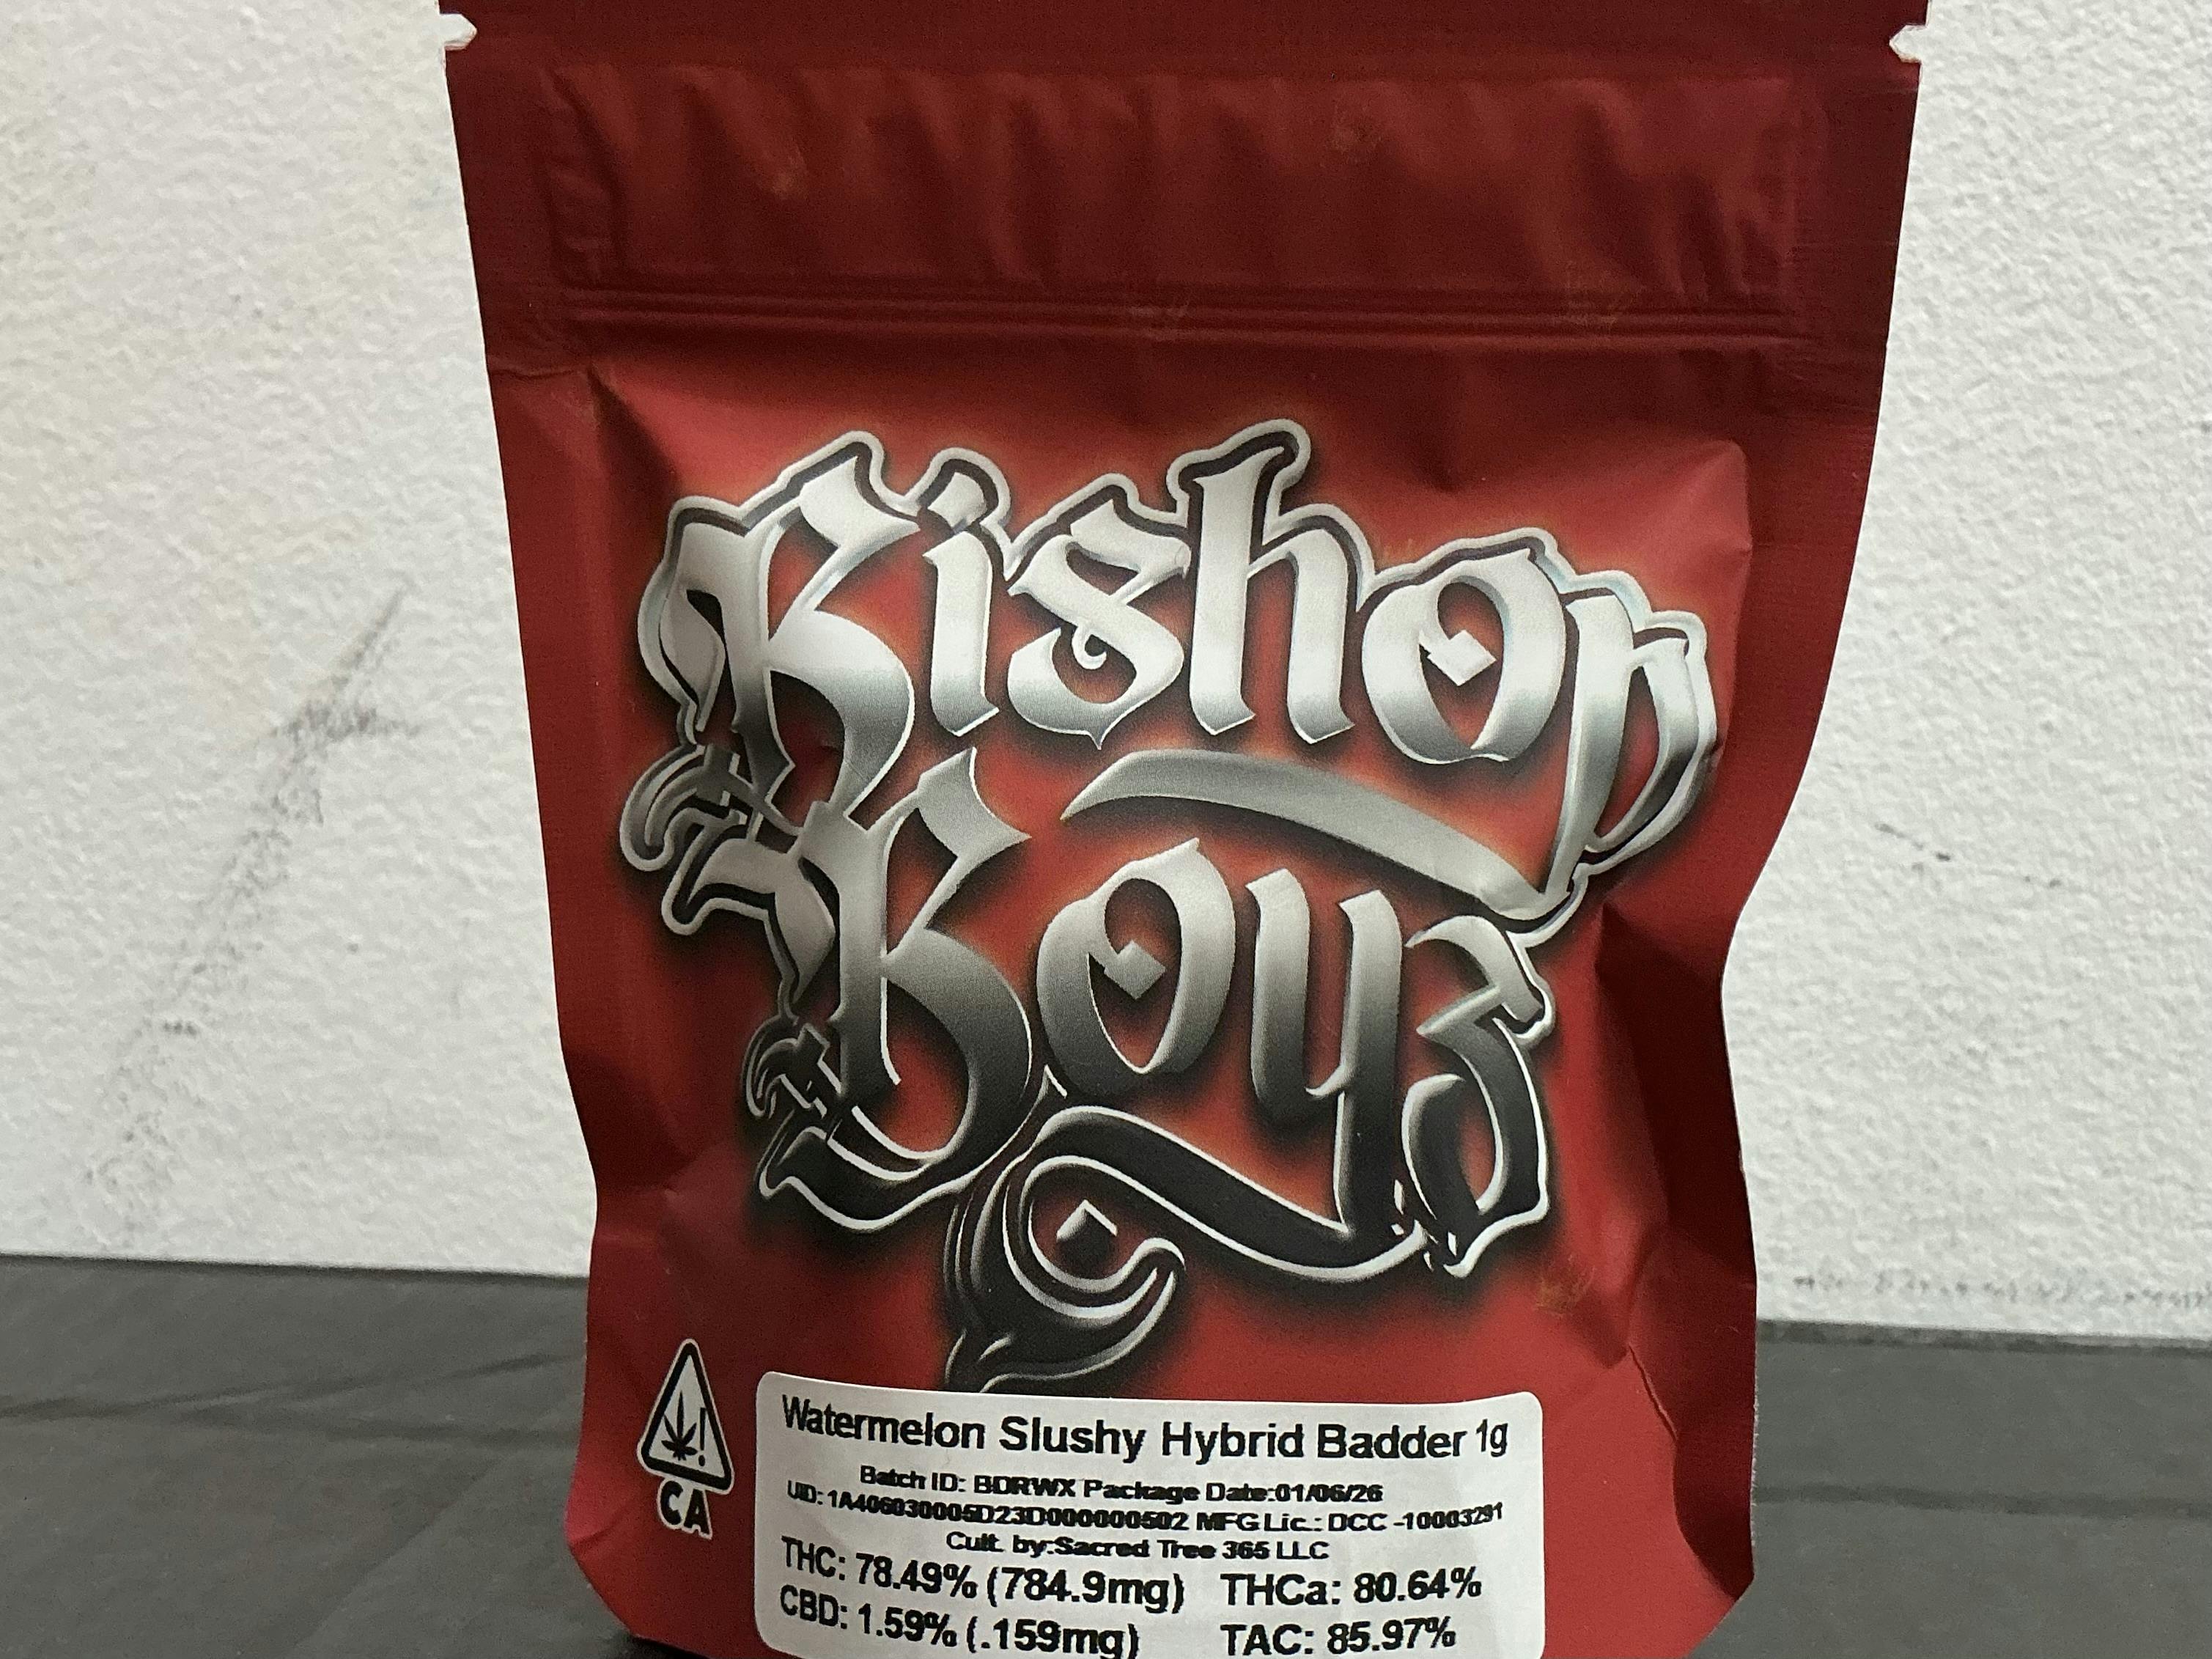 Bishop
Boyz
CA
Watermelon Slushy Hybrid Badder 1g
Batch ID: BDRWX Package Date:01/06/26
UID: 1A406030005D23D000000502 MFG Lic.: DCC -10003291
Cult. by:Sacred Tree 365 LLC
THC: 78.49% (784.9mg) THCa: 80.64%
CBD: 1.59% (.159mg) TAC: 85.97%